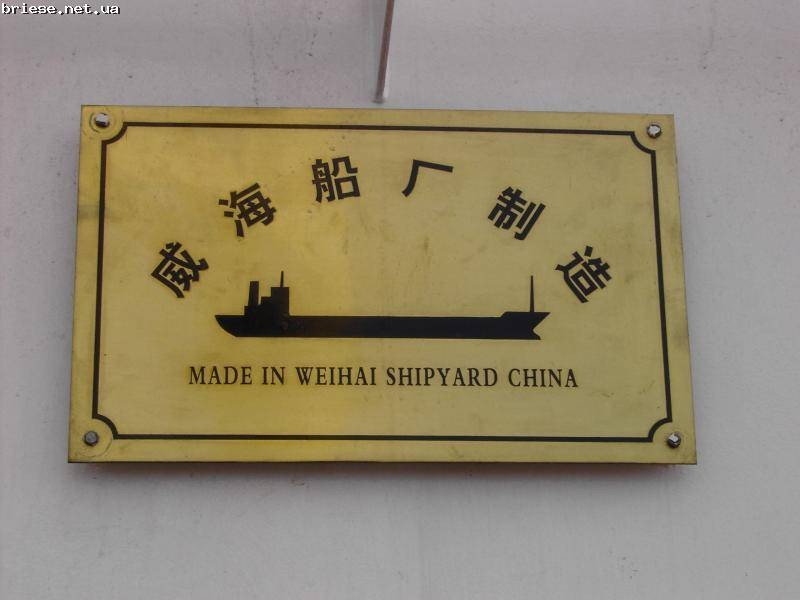 briese.net.ua
威海船厂制造
MADE IN WEIHAI SHIPYARD CHINA